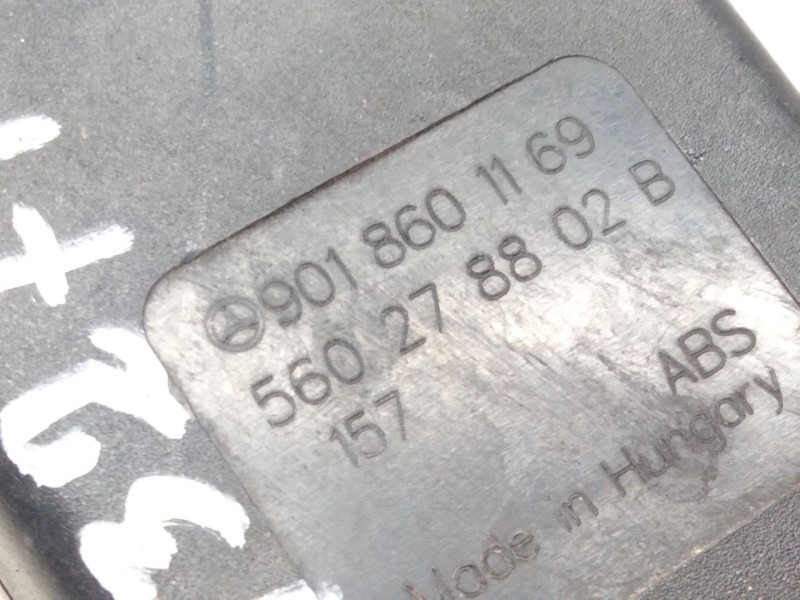 901 860 11 69
560 27 88 02 B
157
ABS
Made in Hungary